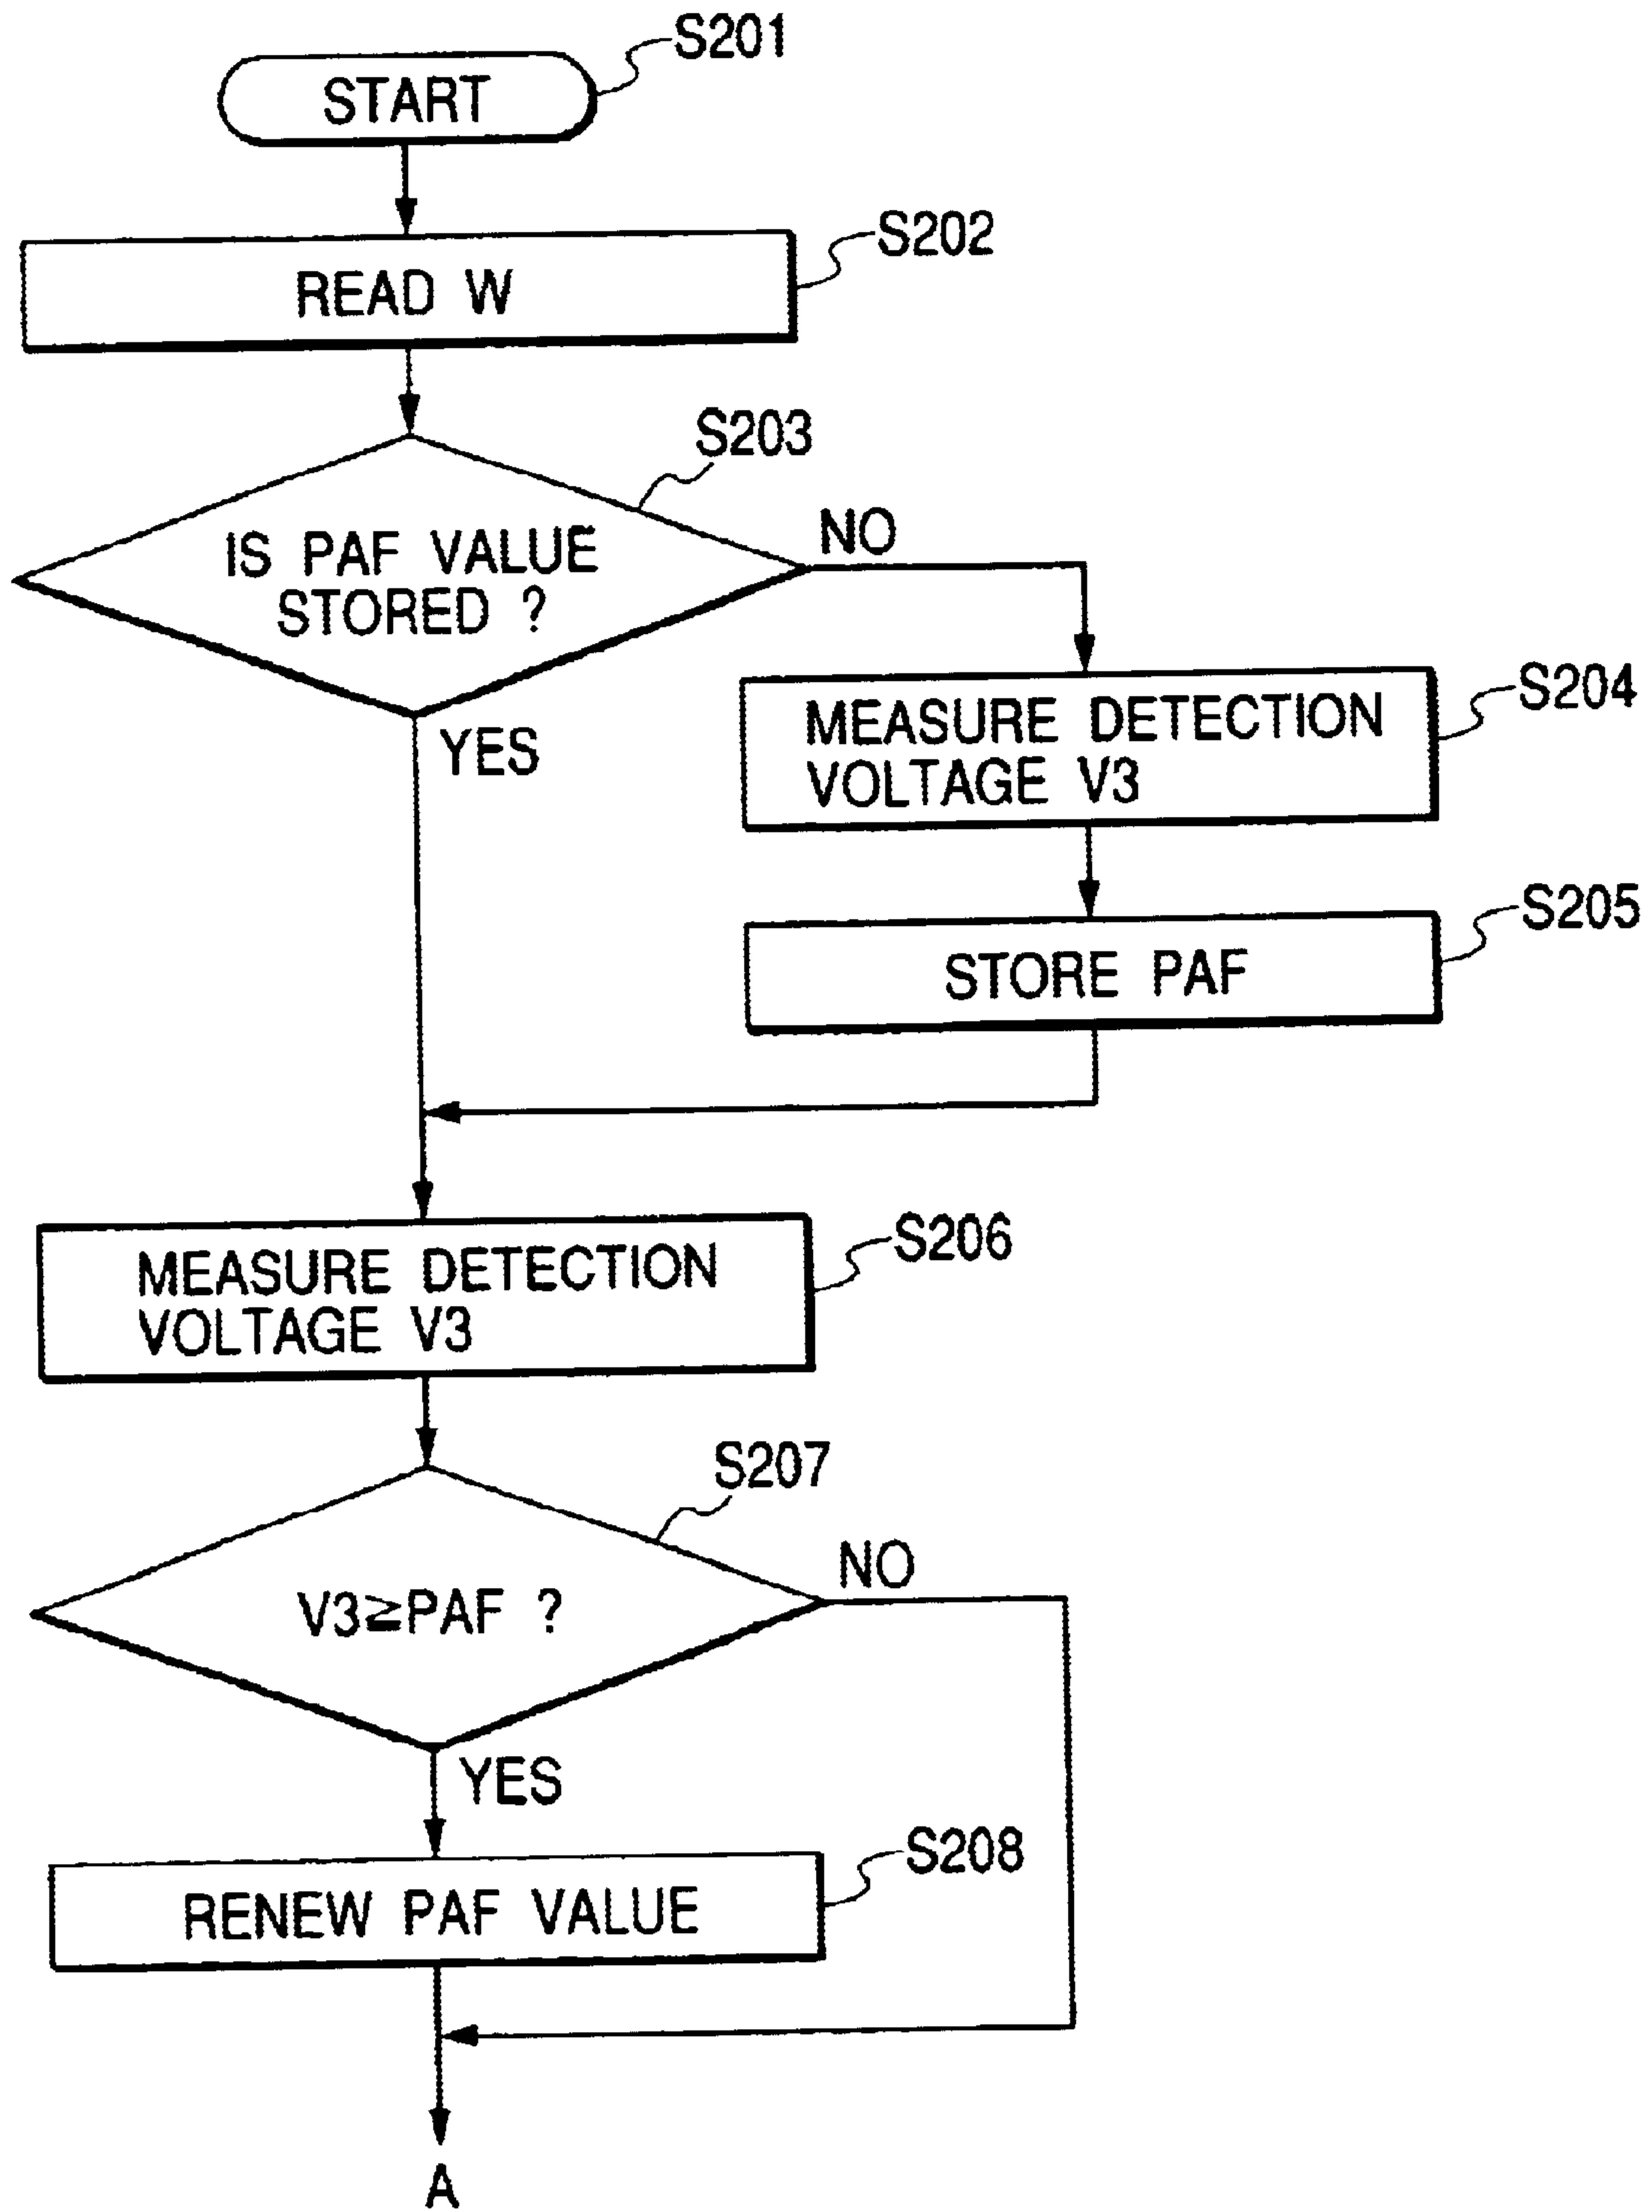 S201
START
S202
READ W
S203
IS PAF VALUE
STORED ?
NO
YES
S204
MEASURE DETECTION
VOLTAGE V3
S205
STORE PAF
S206
MEASURE DETECTION
VOLTAGE V3
S207
V3≧PAF ?
NO
YES
S208
RENEW PAF VALUE
A